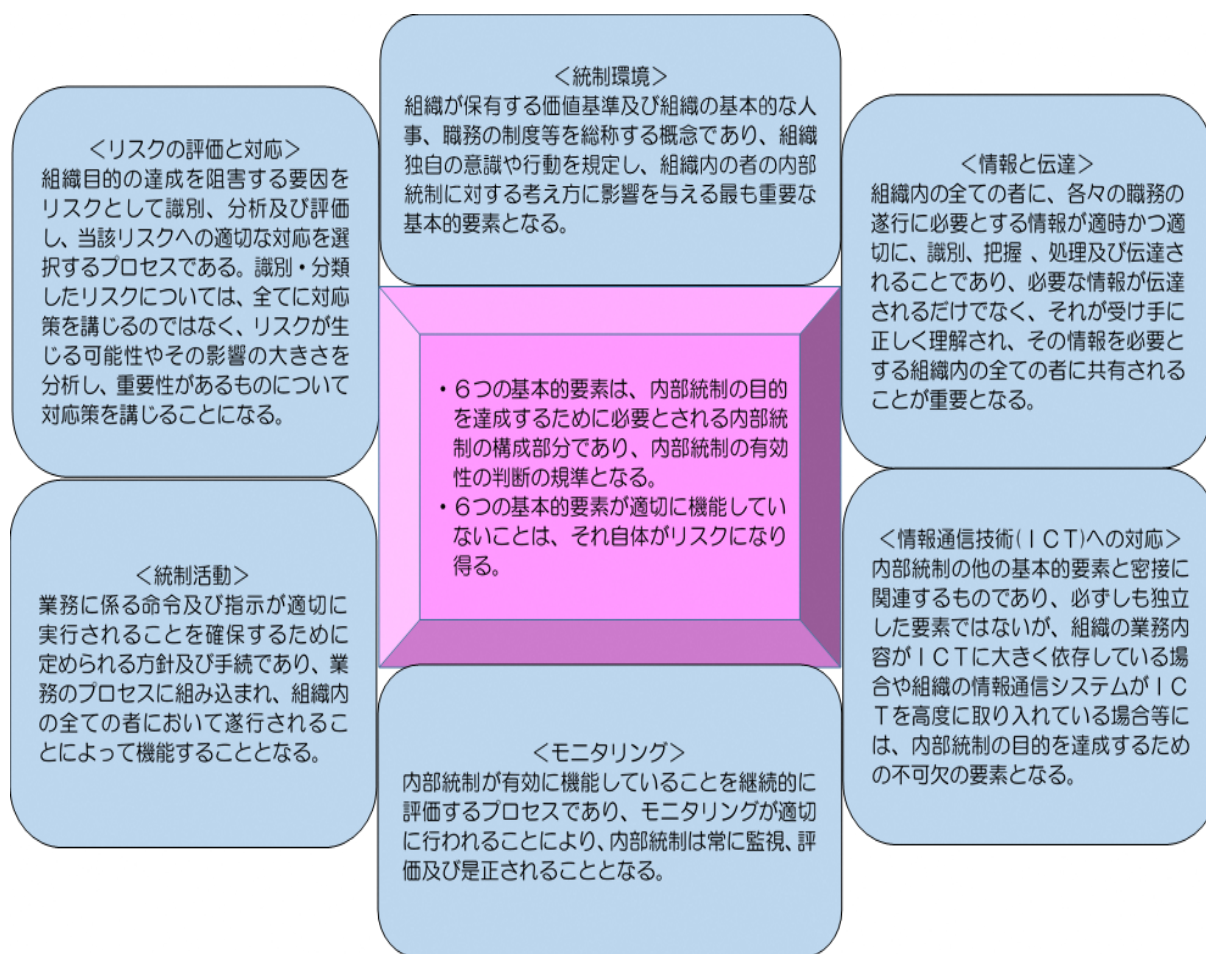 ＜統制環境＞
組織が保有する価値基準及び組織の基本的な人
事、職務の制度等を総称する概念であり、組織
独自の意識や行動を規定し、組織内の者の内部
統制に対する考え方に影響を与える最も重要な
基本的要素となる。
＜リスクの評価と対応＞
組織目的の達成を阻害する要因を
リスクとして識別、分析及び評価
し、当該リスクへの適切な対応を選
択するプロセスである。識別・分類
したリスクについては、全てに対応
策を講じるのではなく、リスクが生
じる可能性やその影響の大きさを
分析し、重要性があるものについて
対応策を講じることになる。
＜情報と伝達＞
組織内の全ての者に、各々の職務の
遂行に必要とする情報が適時かつ適
切に、識別、把握 、処理及び伝達さ
れることであり、必要な情報が伝達
されるだけでなく、それが受け手に
正しく理解され、その情報を必要と
する組織内の全ての者に共有される
ことが重要となる。
・６つの基本的要素は、内部統制の目的
を達成するために必要とされる内部統
制の構成部分であり、内部統制の有効
性の判断の規準となる。
・６つの基本的要素が適切に機能してい
ないことは、それ自体がリスクになり
得る。
＜統制活動＞
業務に係る命令及び指示が適切に
実行されることを確保するために
定められる方針及び手続であり、業
務のプロセスに組み込まれ、組織内
の全ての者において遂行されるこ
とによって機能することとなる。
＜情報通信技術(ＩＣＴ)への対応＞
内部統制の他の基本的要素と密接に
関連するものであり、必ずしも独立
した要素ではないが、組織の業務内
容がＩＣＴに大きく依存している場
合や組織の情報通信システムがＩＣ
Ｔを高度に取り入れている場合等に
は、内部統制の目的を達成するため
の不可欠の要素となる。
＜モニタリング＞
内部統制が有効に機能していることを継続的に
評価するプロセスであり、モニタリングが適切
に行われることにより、内部統制は常に監視、評
価及び是正されることとなる。